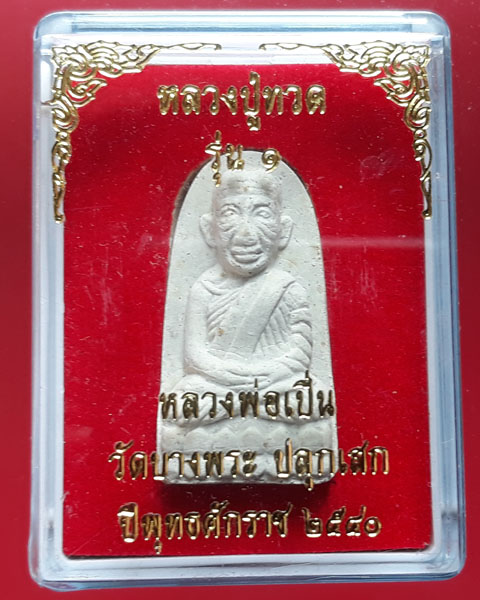 หลวงปู่ทวด
รุ่น ๑
หลวงพ่อเปิ่น
วัดบางพระ ปลุกเสก
ปีพุทธศักราช ๒๕๔๐